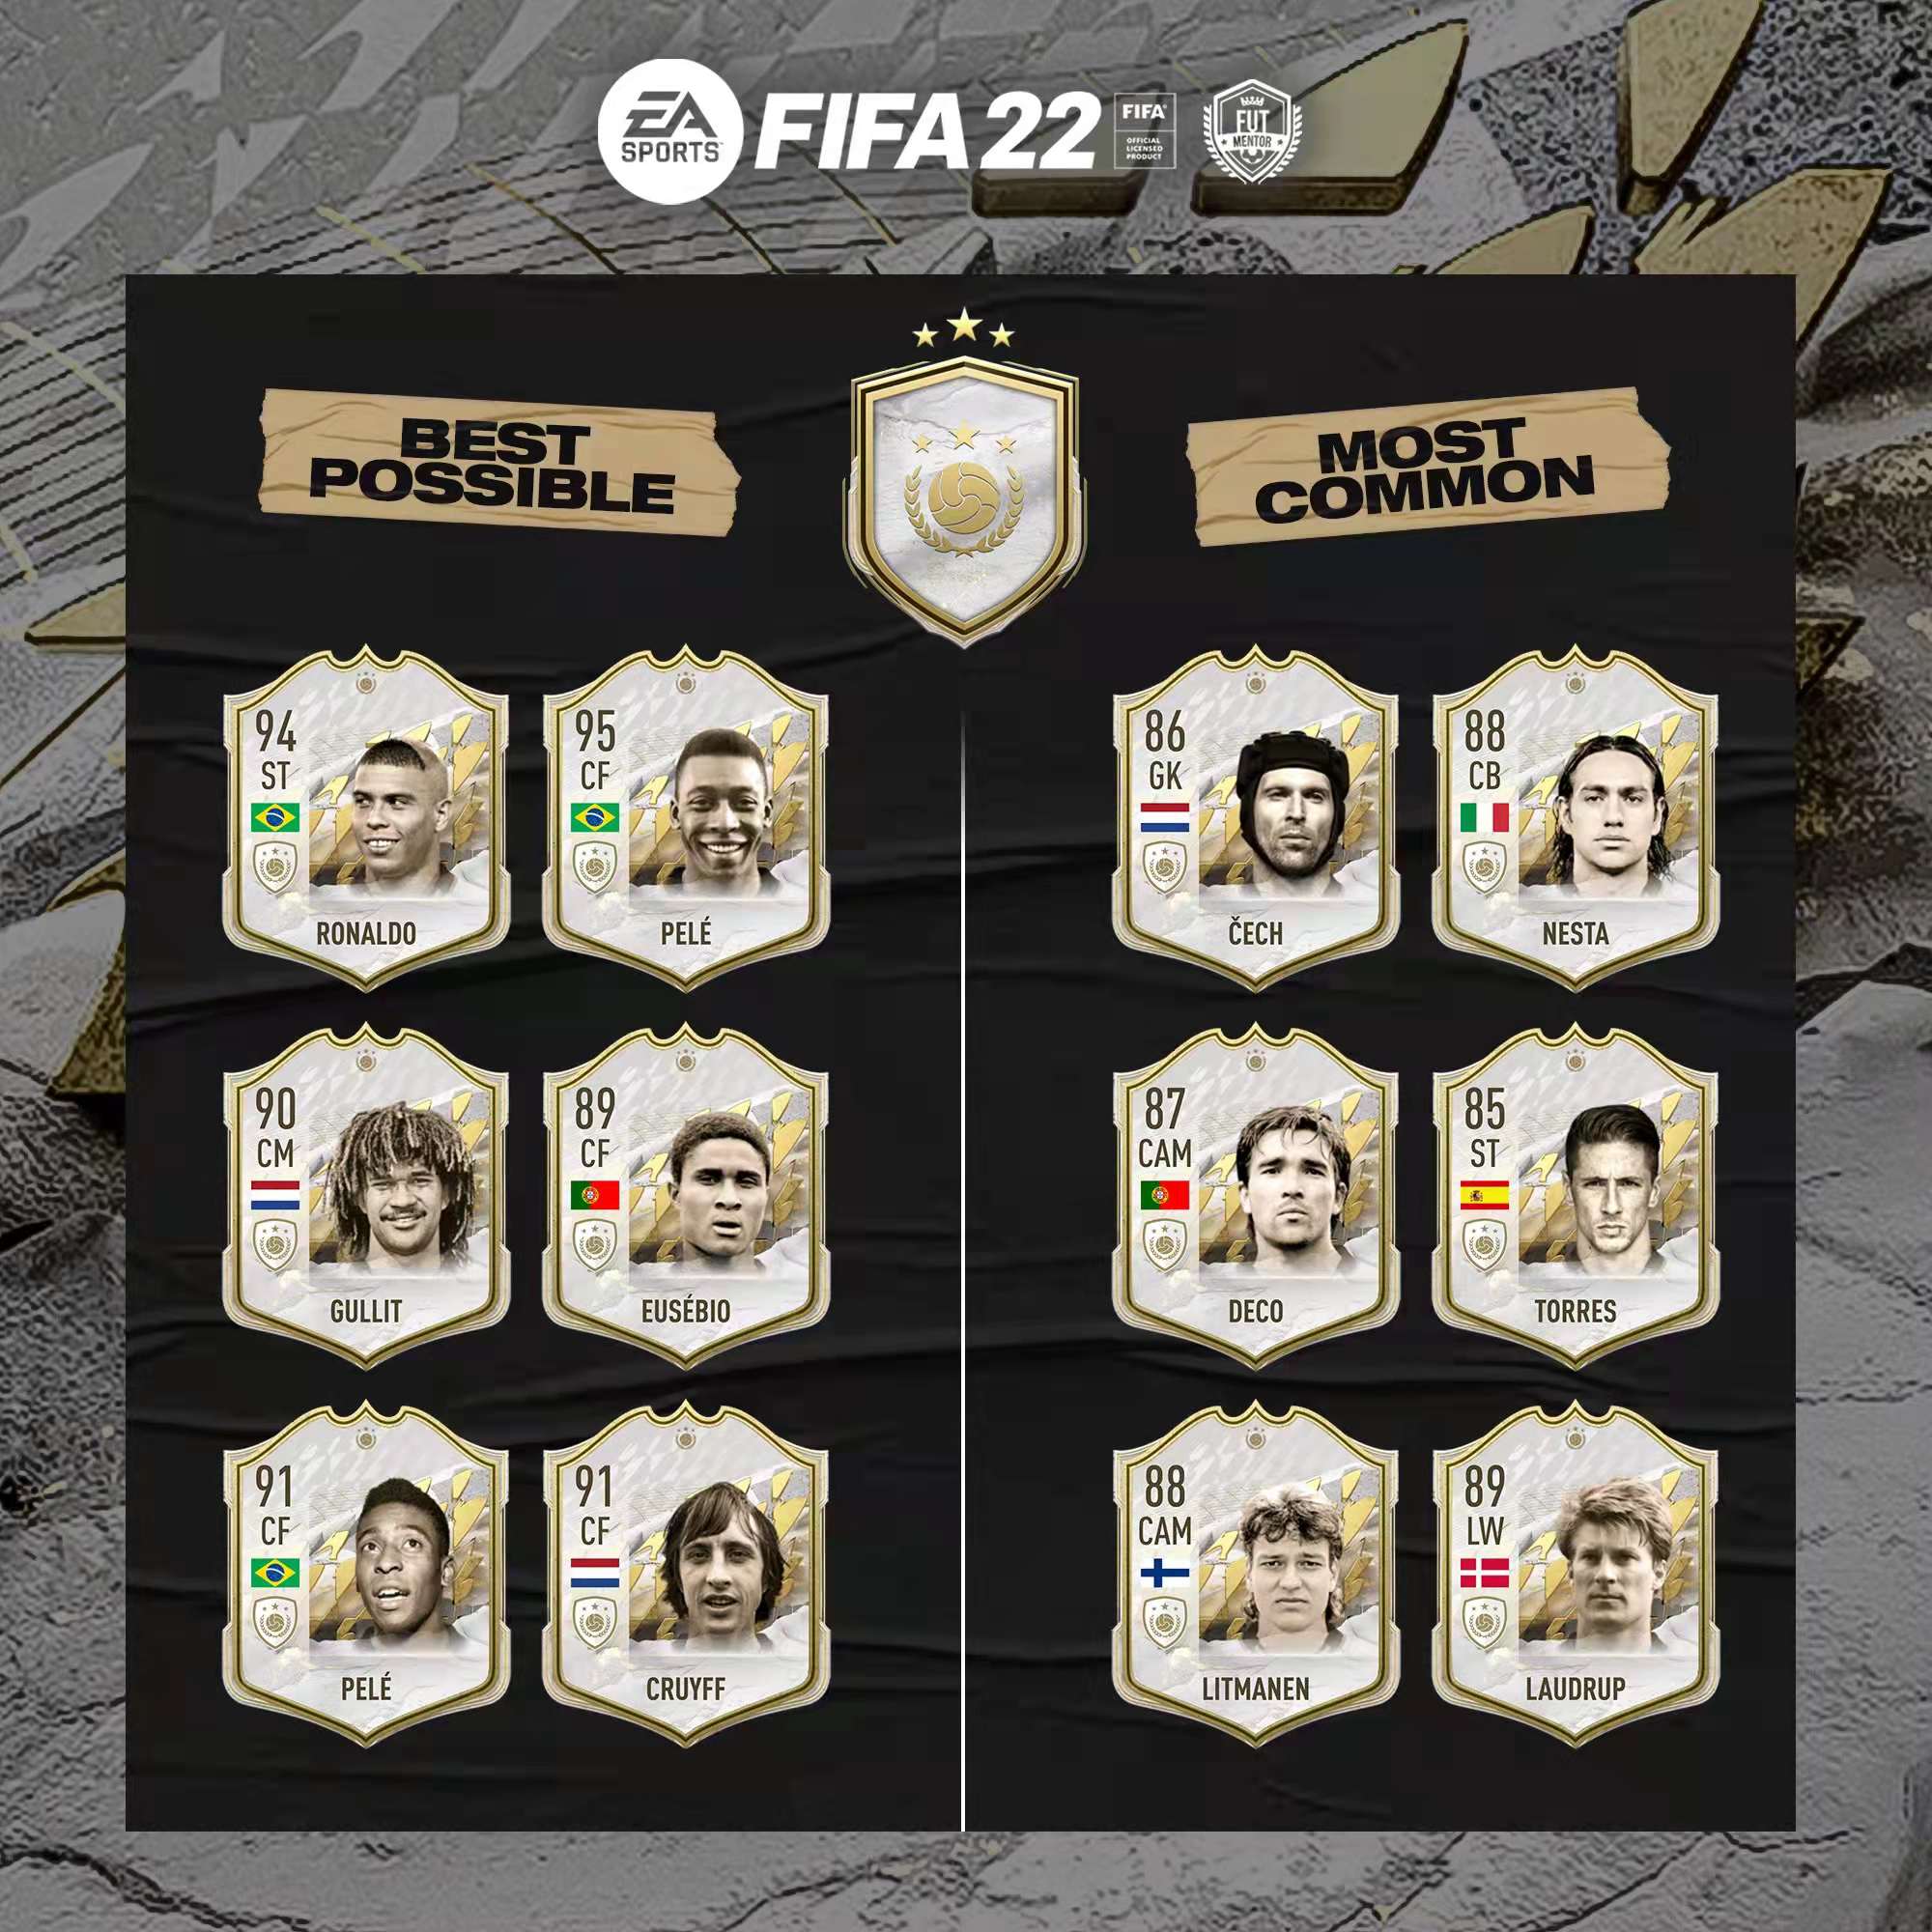 EA
SPORTS
FIFA 22
FIFA
OFFICIAL
LICENSED
PRODUCT
FUT
MENTOR
BEST
POSSIBLE
MOST
COMMON
94
ST
RONALDO
95
CF
PELÉ
86
GK
ČECH
88
CB
NESTA
90
CM
GULLIT
89
CF
EUSÉBIO
87
CAM
DECO
85
ST
TORRES
91
CF
PELÉ
91
CF
CRUYFF
88
CAM
LITMANEN
89
LW
LAUDRUP